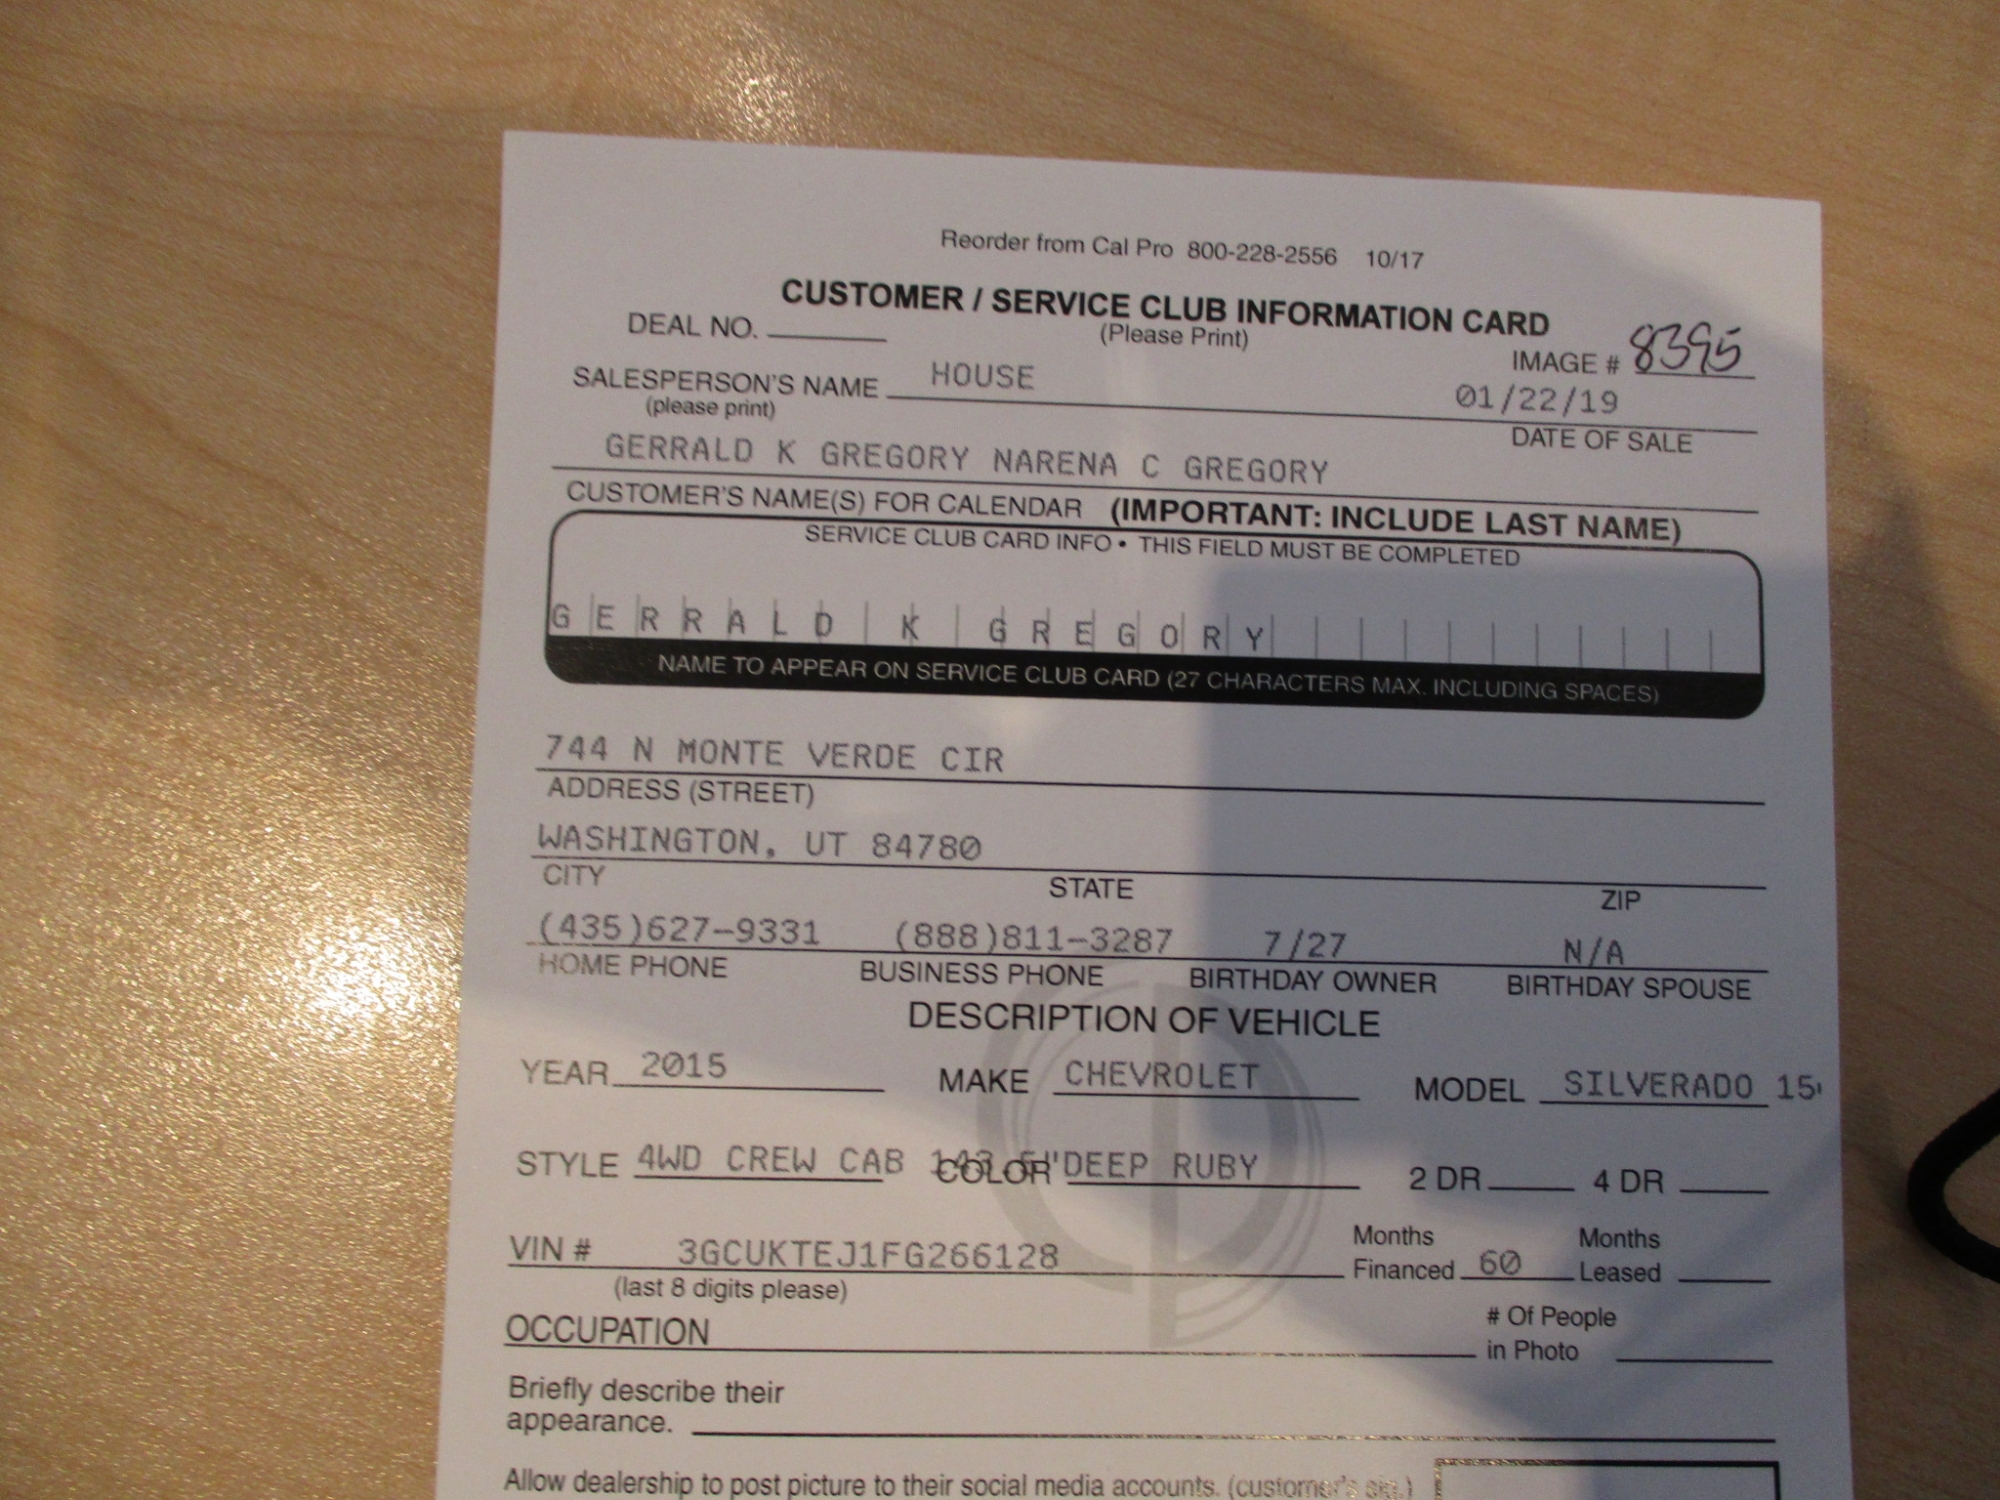 Reorder from Cal Pro 800-228-2556 10/17
CUSTOMER / SERVICE CLUB INFORMATION CARD
(Please Print)
DEAL NO.
IMAGE # 8395
SALESPERSON'S NAME HOUSE
(please print)
01/22/19
DATE OF SALE
GERRALD K GREGORY NARENA C GREGORY
CUSTOMER'S NAME(S) FOR CALENDAR (IMPORTANT: INCLUDE LAST NAME)
SERVICE CLUB CARD INFO • THIS FIELD MUST BE COMPLETED
GERRALD K GREGORY
NAME TO APPEAR ON SERVICE CLUB CARD (27 CHARACTERS MAX. INCLUDING SPACES)
744 N MONTE VERDE CIR
ADDRESS (STREET)
WASHINGTON, UT 84780
CITY STATE ZIP
(435)627-9331 (888)811-3287 7/27 N/A
HOME PHONE BUSINESS PHONE BIRTHDAY OWNER BIRTHDAY SPOUSE
DESCRIPTION OF VEHICLE
YEAR 2015 MAKE CHEVROLET MODEL SILVERADO 15
STYLE 4WD CREW CAB COLOR DEEP RUBY 2 DR 4 DR
VIN # 3GCUKTEJ1FG266128 Months Financed 60 Months Leased
(last 8 digits please)
OCCUPATION # Of People in Photo
Briefly describe their
appearance.
Allow dealership to post picture to their social media accounts. (customer's sig.)